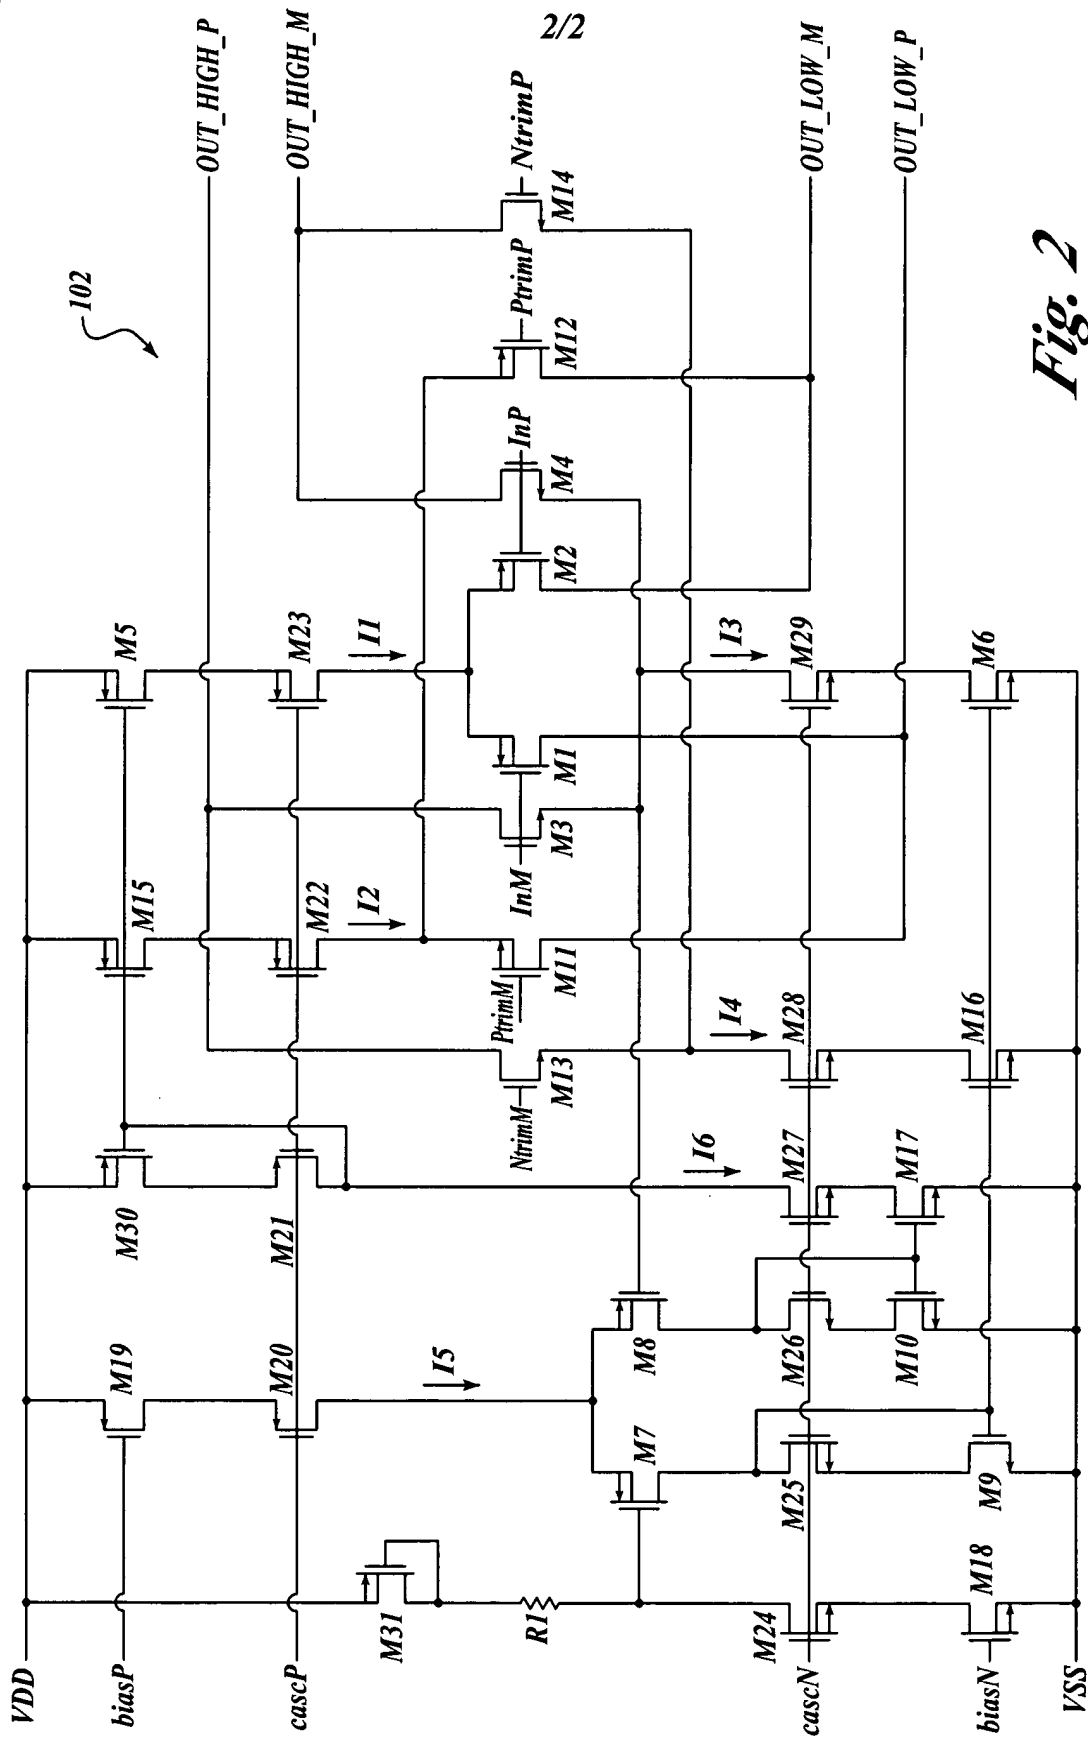 2/2
102
VDD
biasP
cascP
cascN
biasN
VSS
OUT_HIGH_P
OUT_HIGH_M
OUT_LOW_M
OUT_LOW_P
M19
M30
M15
M5
M20
M21
M22
M23
I5
I2
I1
M31
R1
NtrimM
M13
PtrimM
M11
InM
M3
M1
M2
M4
InP
M12
PtrimP
M14
NtrimP
M7
M8
I6
I4
I3
M24
M25
M26
M27
M28
M29
M18
M9
M10
M17
M16
M6
Fig. 2